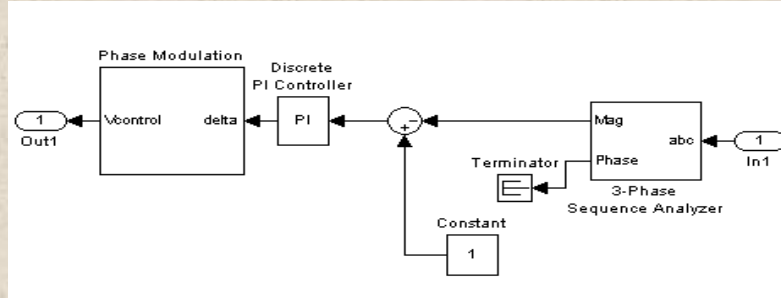 Phase Modulation
Discrete
PI Controller
1
Out1
Vcontrol
delta
PI
+
−
Mag
Phase
abc
1
In1
Terminator
3-Phase
Sequence Analyzer
Constant
1